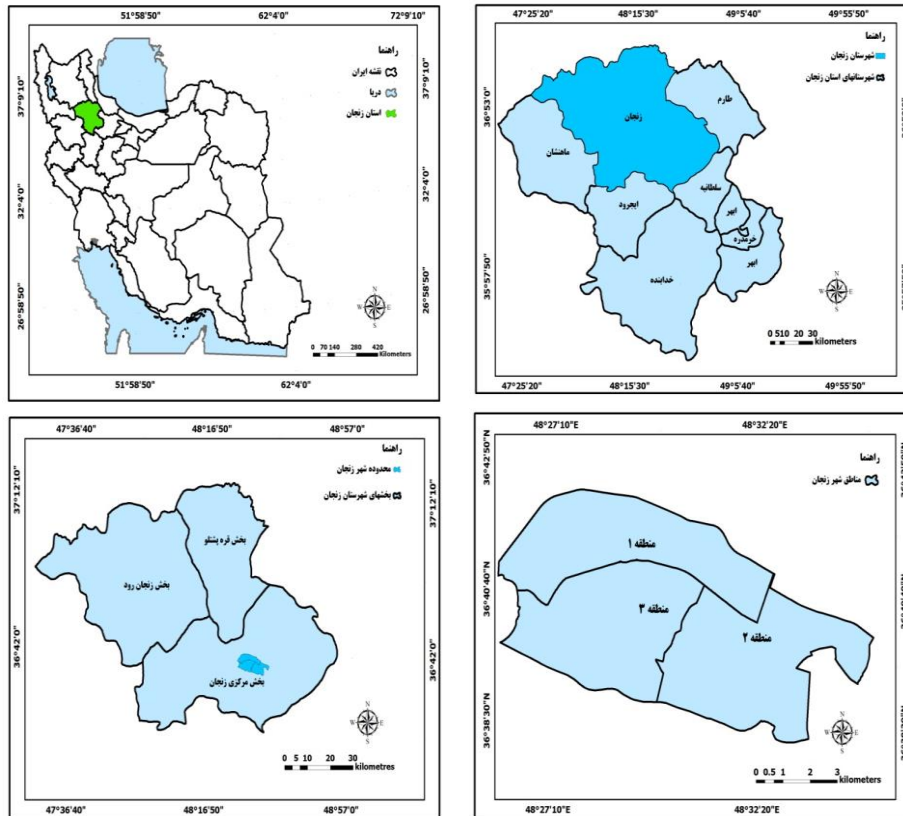 51°58'50" 62°4'0" 72°9'10"
37°9'10"
32°4'0"
26°58'50"
37°9'10"
32°4'0"
26°58'50"
راهنما
نقشه ایران
دریا
استان زنجان
N
W E
S
0 70 140 280 420
kilometers
51°58'50" 62°4'0"
47°25'20" 48°15'30" 49°5'40" 49°55'50"
36°53'0"
35°57'50"
راهنما
شهرستان زنجان
شهرستانهای استان زنجان
زنجان
طارم
ماهنشان
سلطانیه
ایجرود
ابهر
خرمدره
ابهر
خدابنده
N
W E
S
0 510 20 30
kilometers
47°25'20" 48°15'30" 49°5'40" 49°55'50"
47°36'40" 48°16'50" 48°57'0"
37°12'10"
36°42'0"
37°12'10"
36°42'0"
راهنما
محدوده شهر زنجان
بخشهای شهرستان زنجان
بخش قره پشتلو
بخش زنجان رود
بخش مرکزی زنجان
N
W E
S
0 5 10 20 30
kilometres
47°36'40" 48°16'50" 48°57'0"
48°27'10"E 48°32'20"E
36°42'50"N
36°40'40"N
36°38'30"N
راهنما
مناطق شهر زنجان
منطقه ۱
منطقه ۳
منطقه ۲
N
W E
S
0 0.5 1 2 3
kilometers
48°27'10"E 48°32'20"E